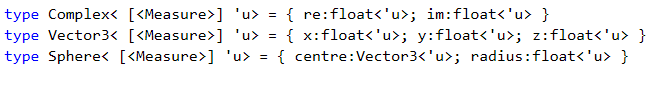 type Complex< [<Measure>] 'u> = { re:float<'u>; im:float<'u> }
type Vector3< [<Measure>] 'u> = { x:float<'u>; y:float<'u>; z:float<'u> }
type Sphere< [<Measure>] 'u> = { centre:Vector3<'u>; radius:float<'u> }